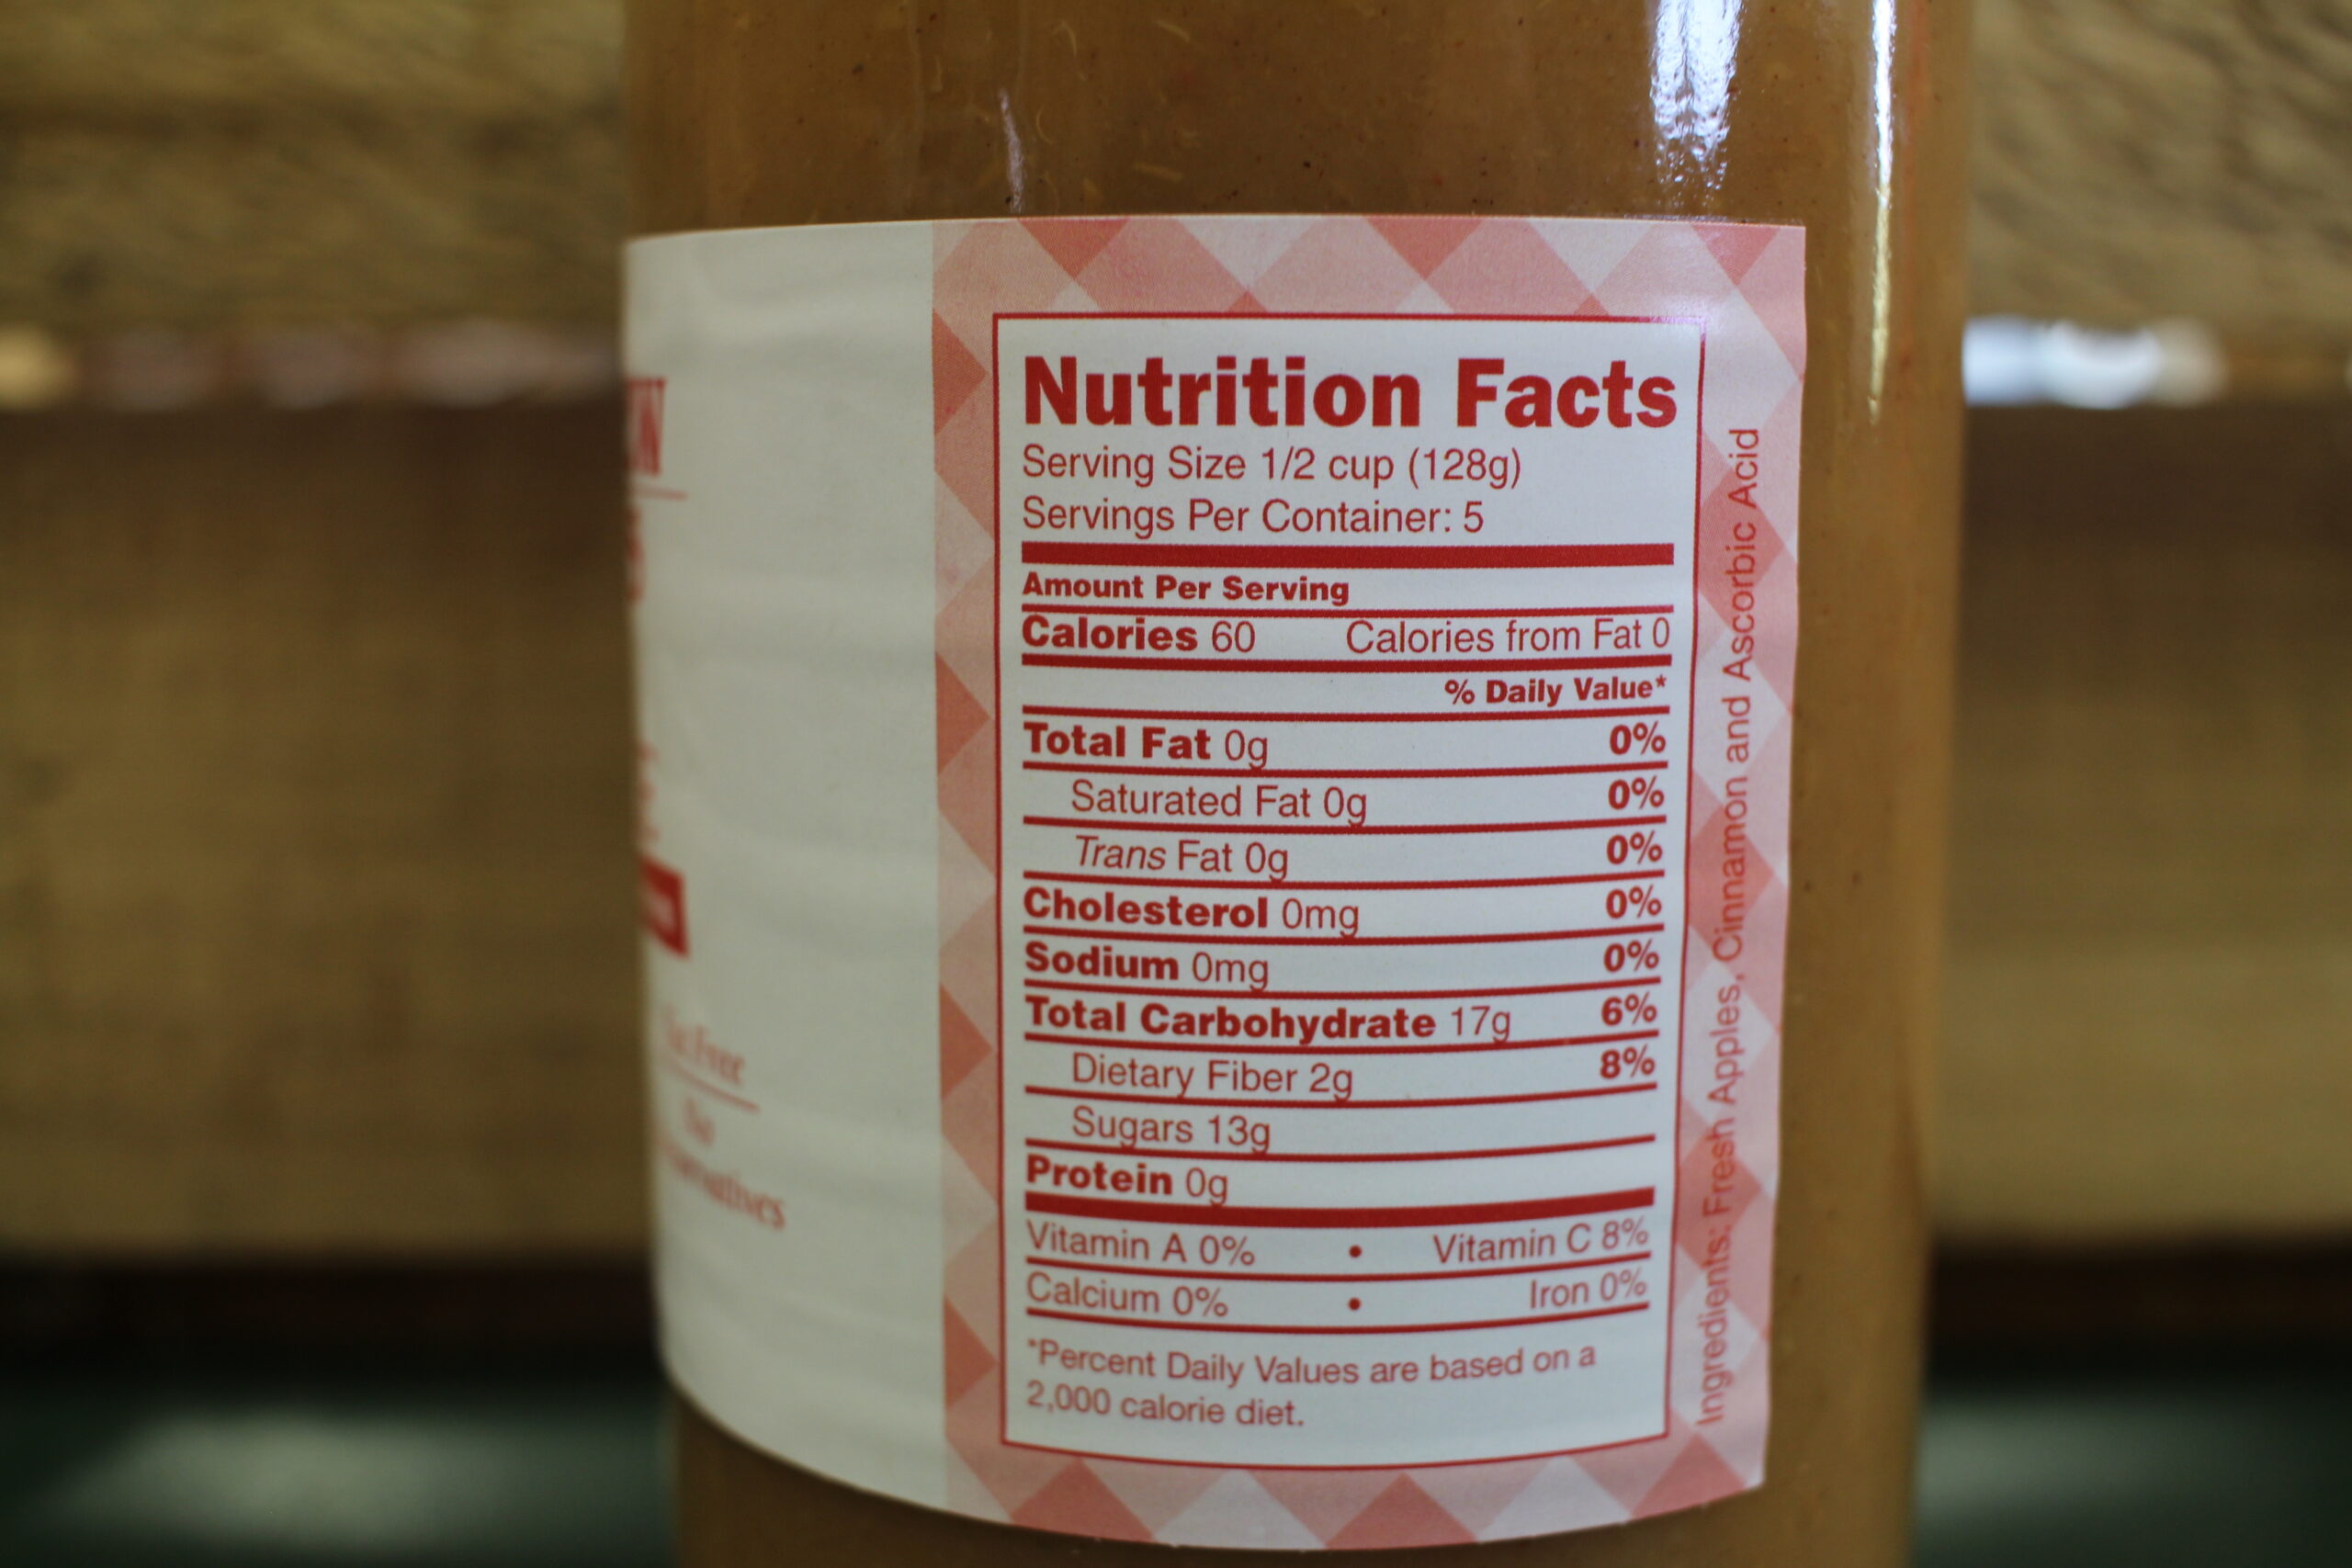 Nutrition Facts
Serving Size 1/2 cup (128g)
Servings Per Container: 5
Amount Per Serving
Calories 60 Calories from Fat 0
% Daily Value*
Total Fat 0g 0%
Saturated Fat 0g 0%
Trans Fat 0g 0%
Cholesterol 0mg 0%
Sodium 0mg 0%
Total Carbohydrate 17g 6%
Dietary Fiber 2g 8%
Sugars 13g
Protein 0g
Vitamin A 0% • Vitamin C 8%
Calcium 0% • Iron 0%
*Percent Daily Values are based on a
2,000 calorie diet.
Ingredients: Fresh Apples, Cinnamon and Ascorbic Acid